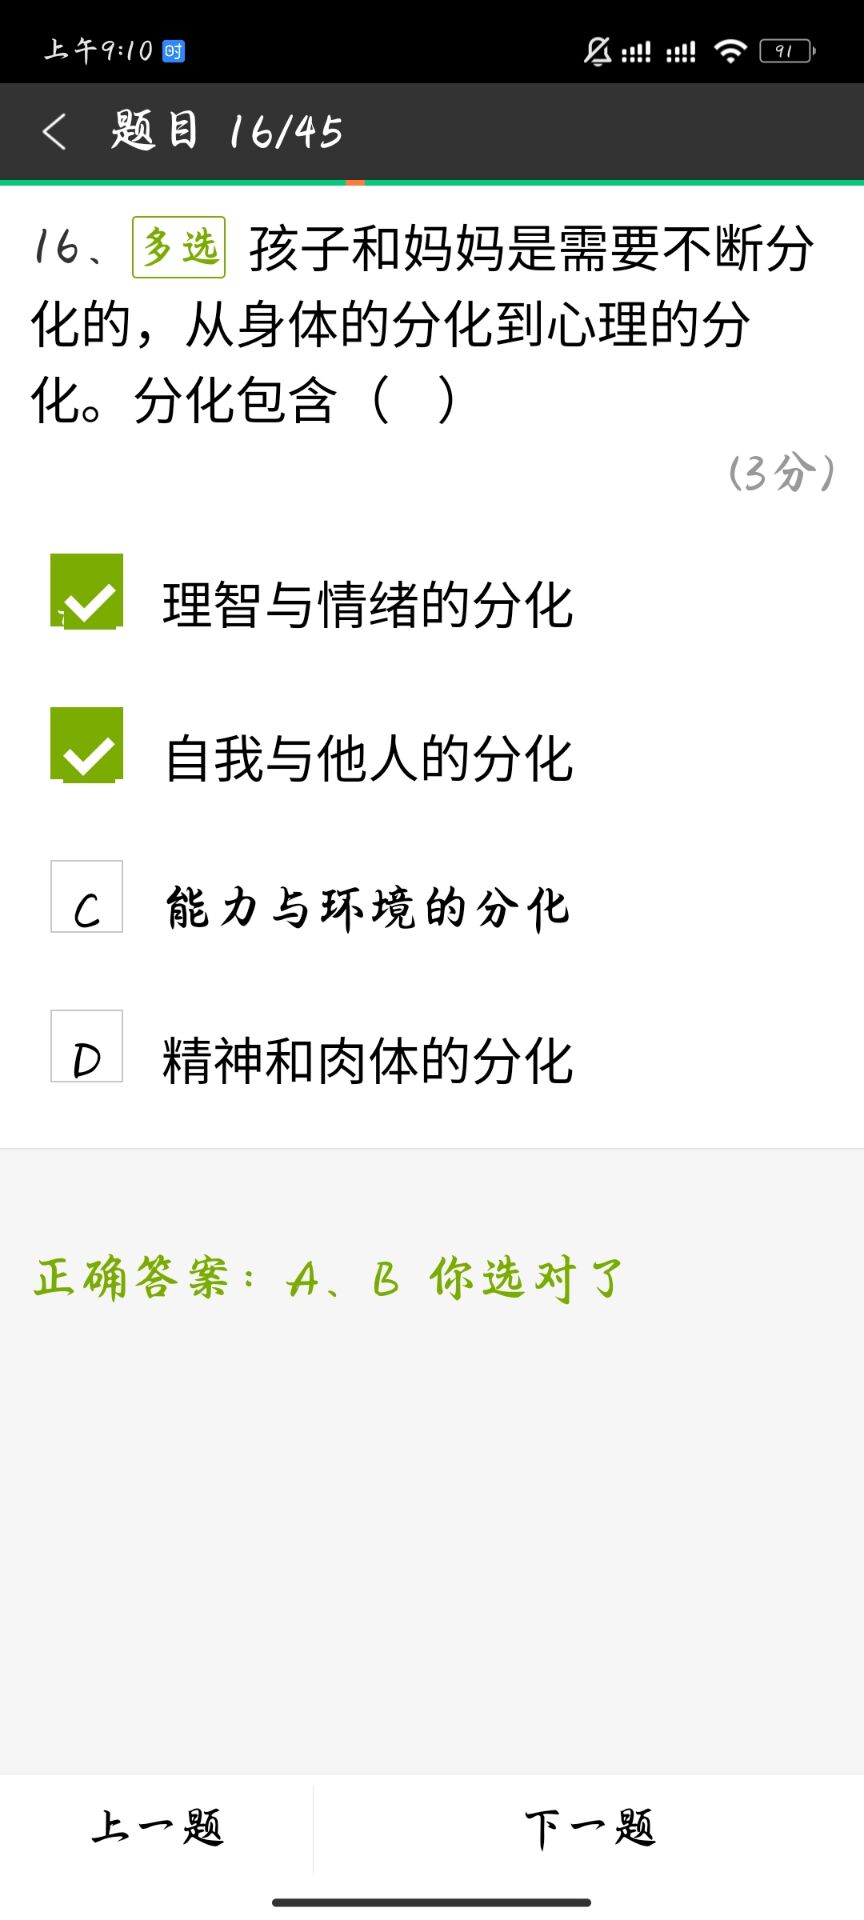 上午9:10 时 91
题目 16/45
16、多选 孩子和妈妈是需要不断分
化的，从身体的分化到心理的分
化。分化包含（ ）
(3分)
理智与情绪的分化
自我与他人的分化
C 能力与环境的分化
D 精神和肉体的分化
正确答案：A、B 你选对了
上一题 下一题